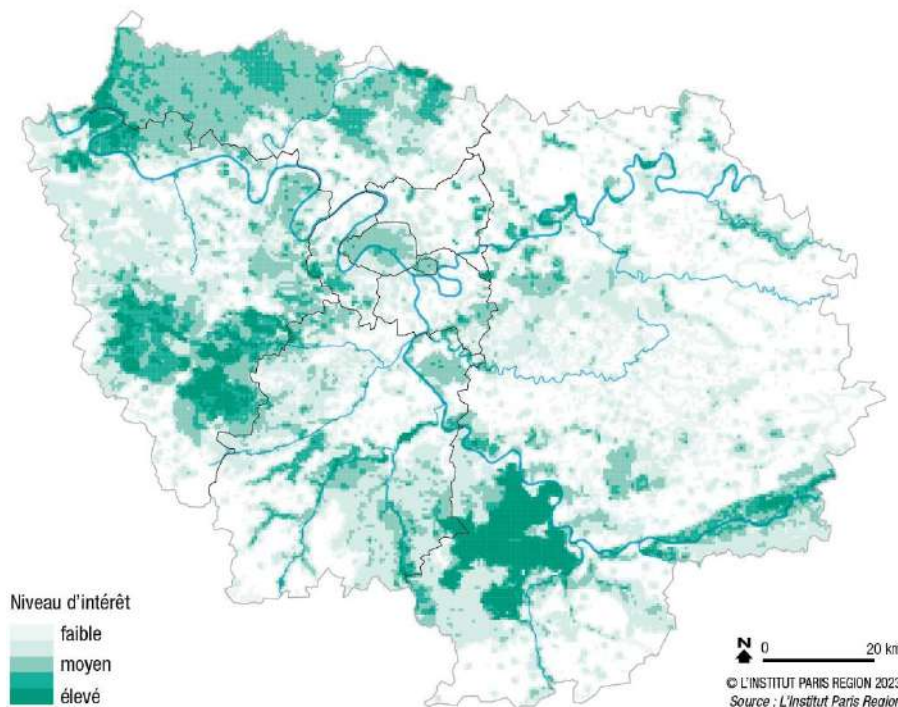 Niveau d'intérêt
faible
moyen
élevé
N
0 20 km
© L'INSTITUT PARIS REGION 2023
Source : L'Institut Paris Region